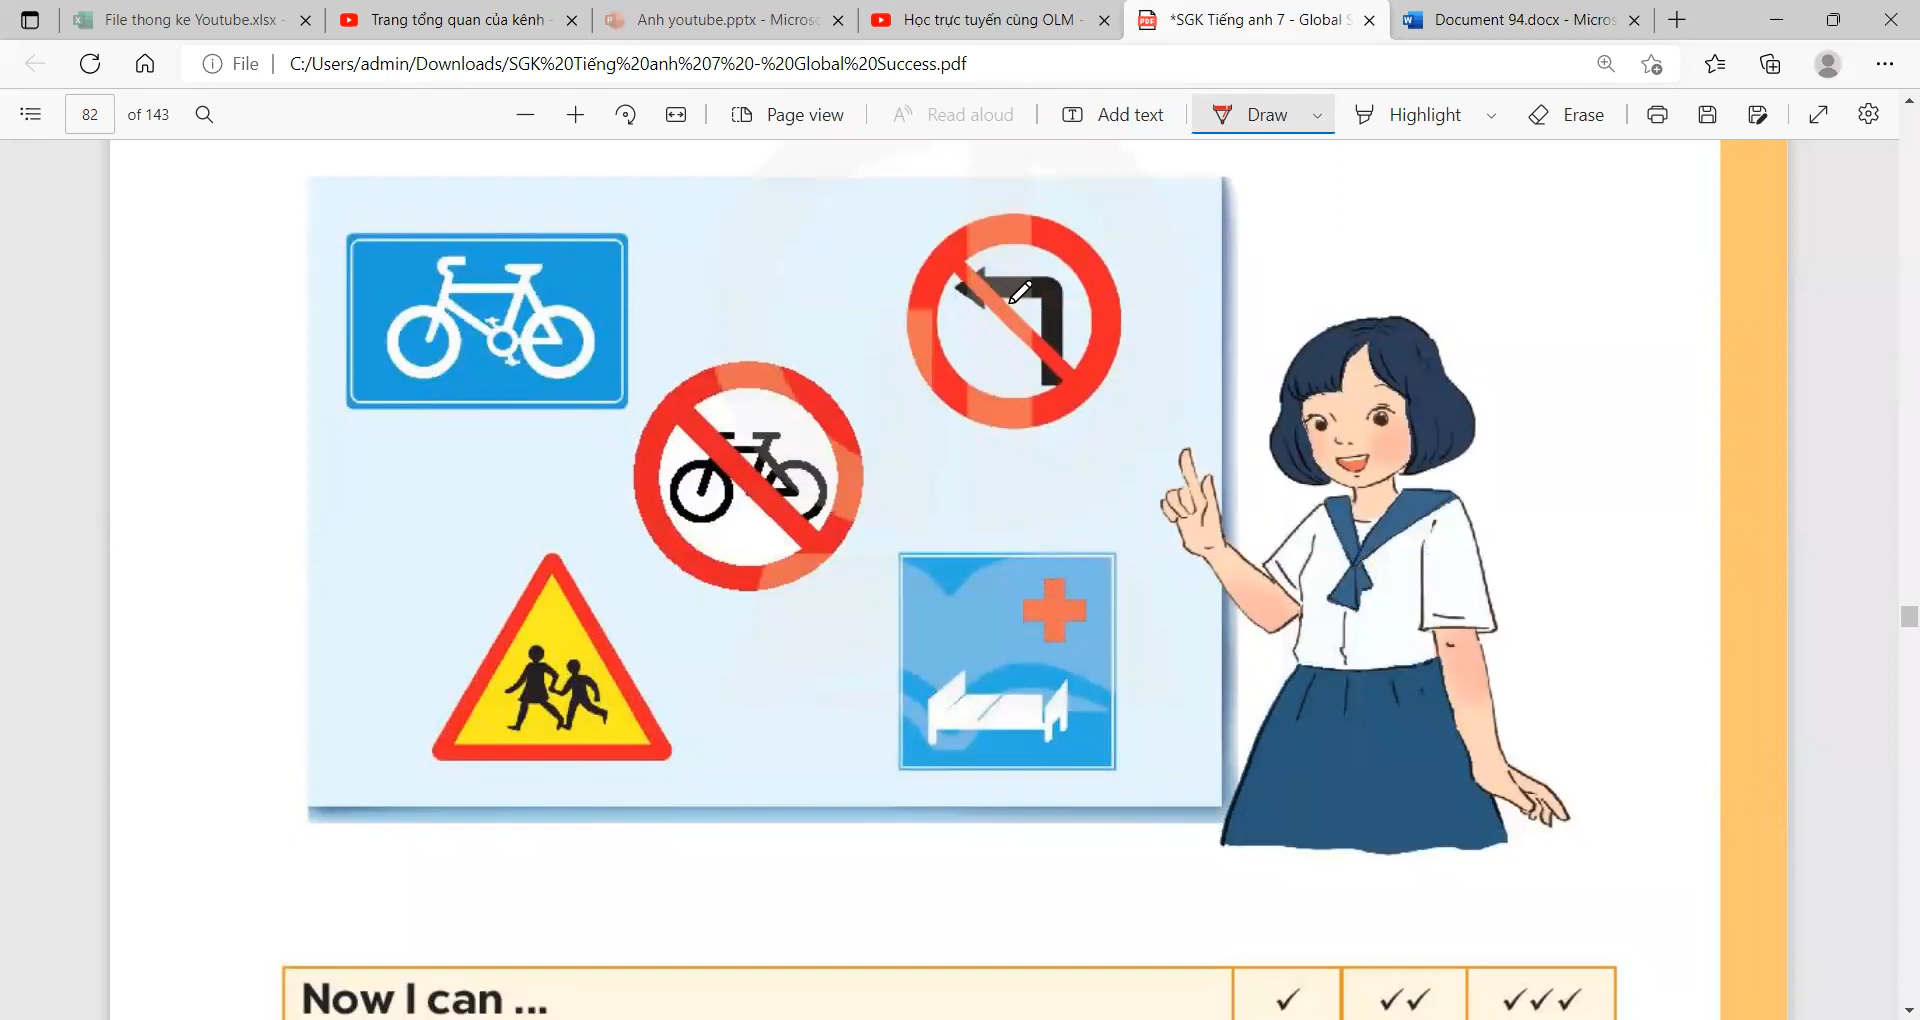 File thong ke Youtube.xlsx -
Trang tổng quan của kênh -
Anh youtube.pptx - Microsc
Học trực tuyến cùng OLM -
*SGK Tiếng anh 7 - Global S
Document 94.docx - Micros
File
C:/Users/admin/Downloads/SGK%20Tiếng%20anh%207%20-%20Global%20Success.pdf
82 of 143
Page view
Read aloud
Add text
Draw
Highlight
Erase
PDF
Now I can ... ✓ ✓✓ ✓✓✓